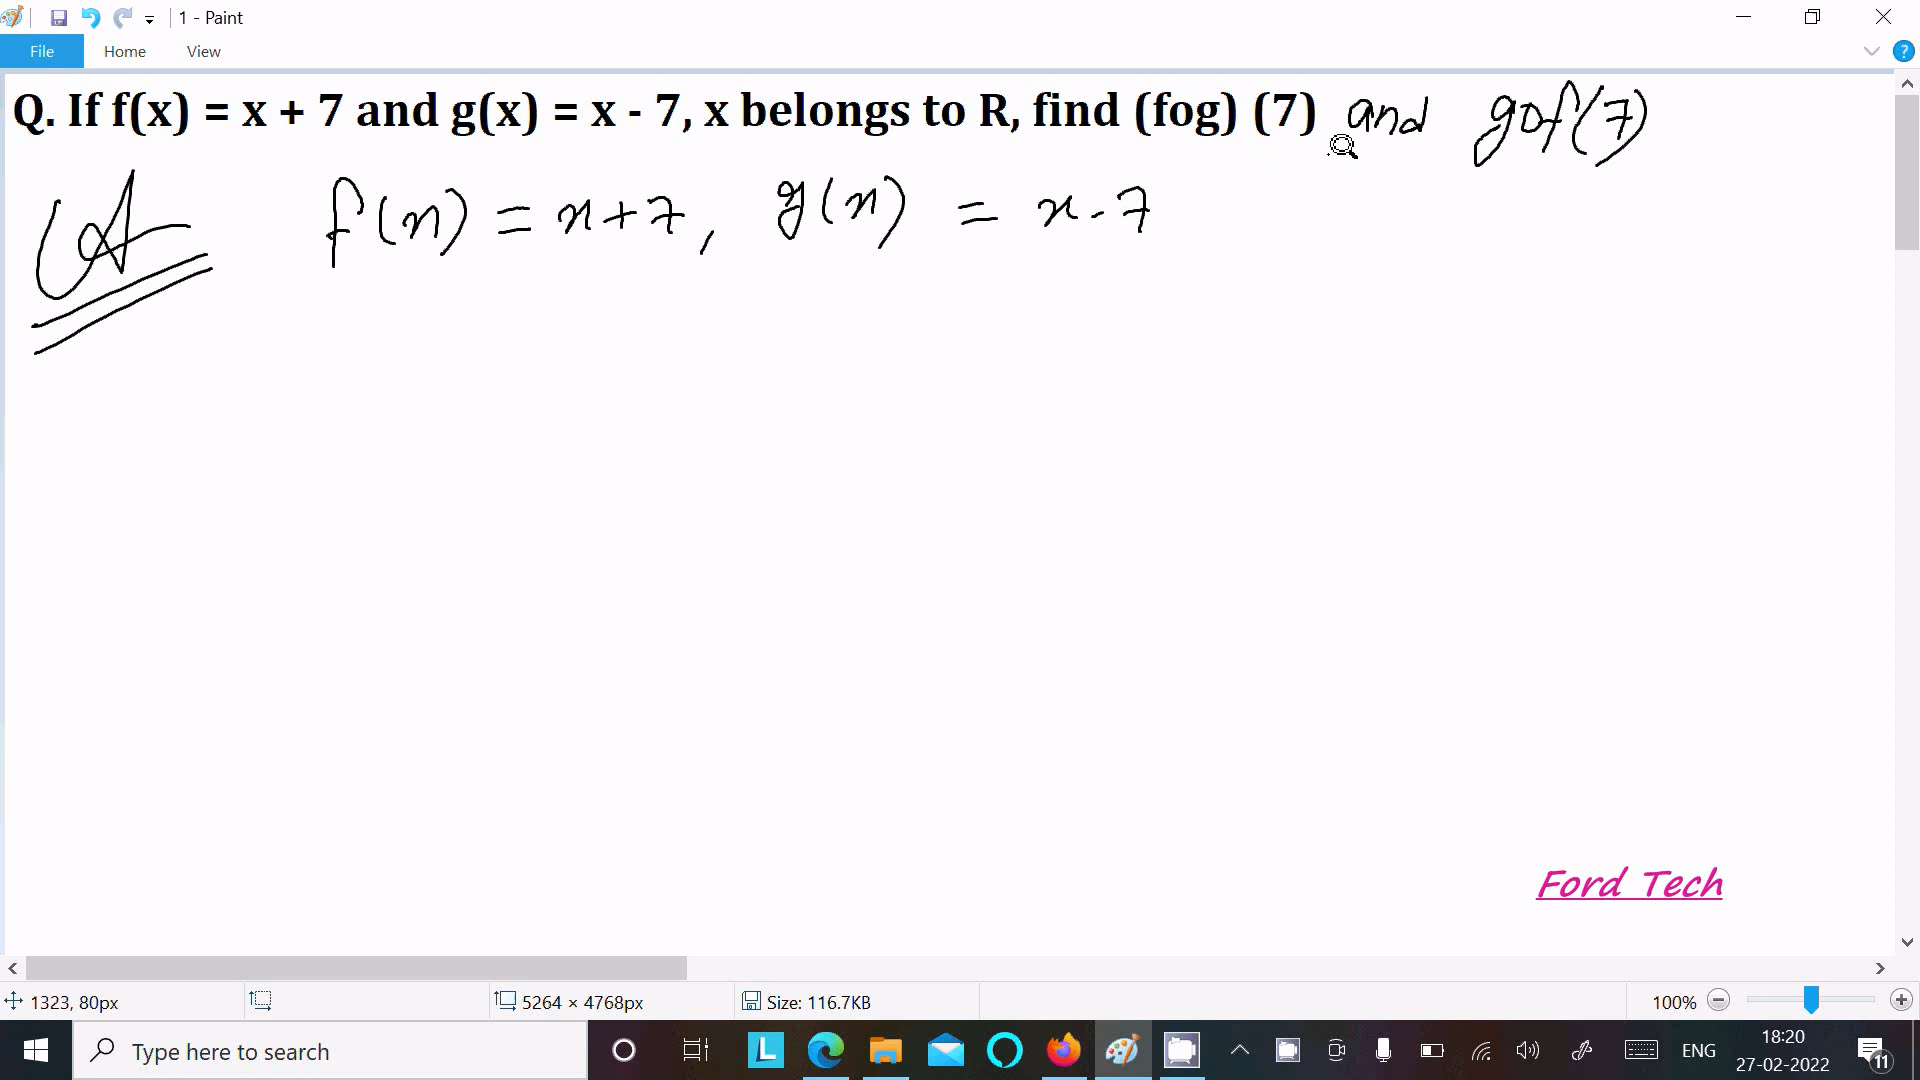 1 - Paint
File Home View
Q. If f(x) = x + 7 and g(x) = x - 7, x belongs to R, find (fog) (7) and gof(7)
f(x) = x+7, g(x) = x-7
Ford Tech
1323, 80px 5264 × 4768px Size: 116.7KB 100%
Type here to search L ENG 18:20
27-02-2022 11